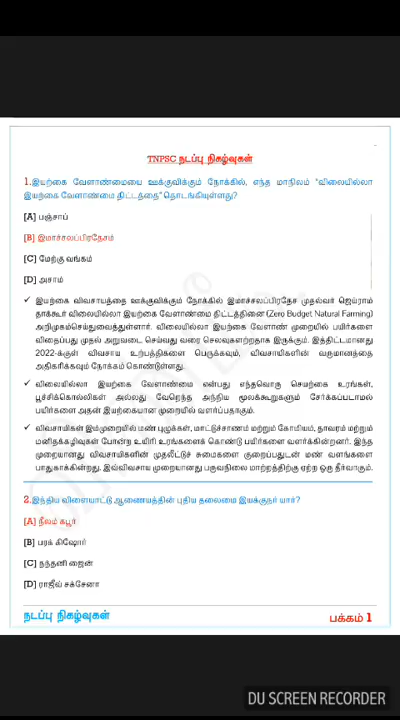 TNPSC நடப்பு நிகழ்வுகள்
1.இயற்கை வேளாண்மையை ஊக்குவிக்கும் நோக்கில், எந்த மாநிலம் "விலையில்லா
இயற்கை வேளாண்மை திட்டத்தை" தொடங்கியுள்ளது?
[A] பஞ்சாப்
[B] இமாச்சலப்பிரதேசம்
[C] மேற்கு வங்கம்
[D] அசாம்
✓ இயற்கை விவசாயத்தை ஊக்குவிக்கும் நோக்கில் இமாச்சலப்பிரதேச முதல்வர் ஜெய்ராம்
தாக்கூர் விலையில்லா இயற்கை வேளாண்மை திட்டத்தினை (Zero Budget Natural Farming)
அறிமுகம்செய்துவைத்துள்ளார். விலையில்லா இயற்கை வேளாண் முறையில் பயிர்களை
விதைப்பது முதல் அறுவடை செய்வது வரை செலவுகளற்றதாக இருக்கும். இத்திட்டமானது
2022-க்குள் விவசாய உற்பத்திகளை பெருக்கவும், விவசாயிகளின் வருமானத்தை
அதிகரிக்கவும் நோக்கம் கொண்டுள்ளது.
✓ விலையில்லா இயற்கை வேளாண்மை என்பது எந்தவொரு செயற்கை உரங்கள்,
பூச்சிக்கொல்லிகள் அல்லது வேறெந்த அந்நிய மூலக்கூறுகளும் சேர்க்கப்படாமல்
பயிர்களை அதன் இயற்கையான முறையில் வளர்ப்பதாகும்.
✓ விவசாயிகள் இம்முறையில் மண் புழுக்கள், மாட்டுச்சாணம் மற்றும் கோமியம், தாவரம் மற்றும்
மனிதக்கழிவுகள் போன்ற உயிர் உரங்களைக் கொண்டு பயிர்களை வளர்க்கின்றனர். இந்த
முறையானது விவசாயிகளின் முதலீட்டுச் சுமைகளை குறைப்பதுடன் மண் வளங்களை
பாதுகாக்கின்றது. இவ்விவசாய முறையானது பருவநிலை மாற்றத்திற்கு ஏற்ற ஒரு தீர்வாகும்.
2.இந்திய விளையாட்டு ஆணையத்தின் புதிய தலைமை இயக்குநர் யார்?
[A] நீலம் கபூர்
[B] பரக் கிஷோர்
[C] நந்தனி ஜைன்
[D] ராஜீவ் சக்சேனா
நடப்பு நிகழ்வுகள்
பக்கம் 1
DU SCREEN RECORDER